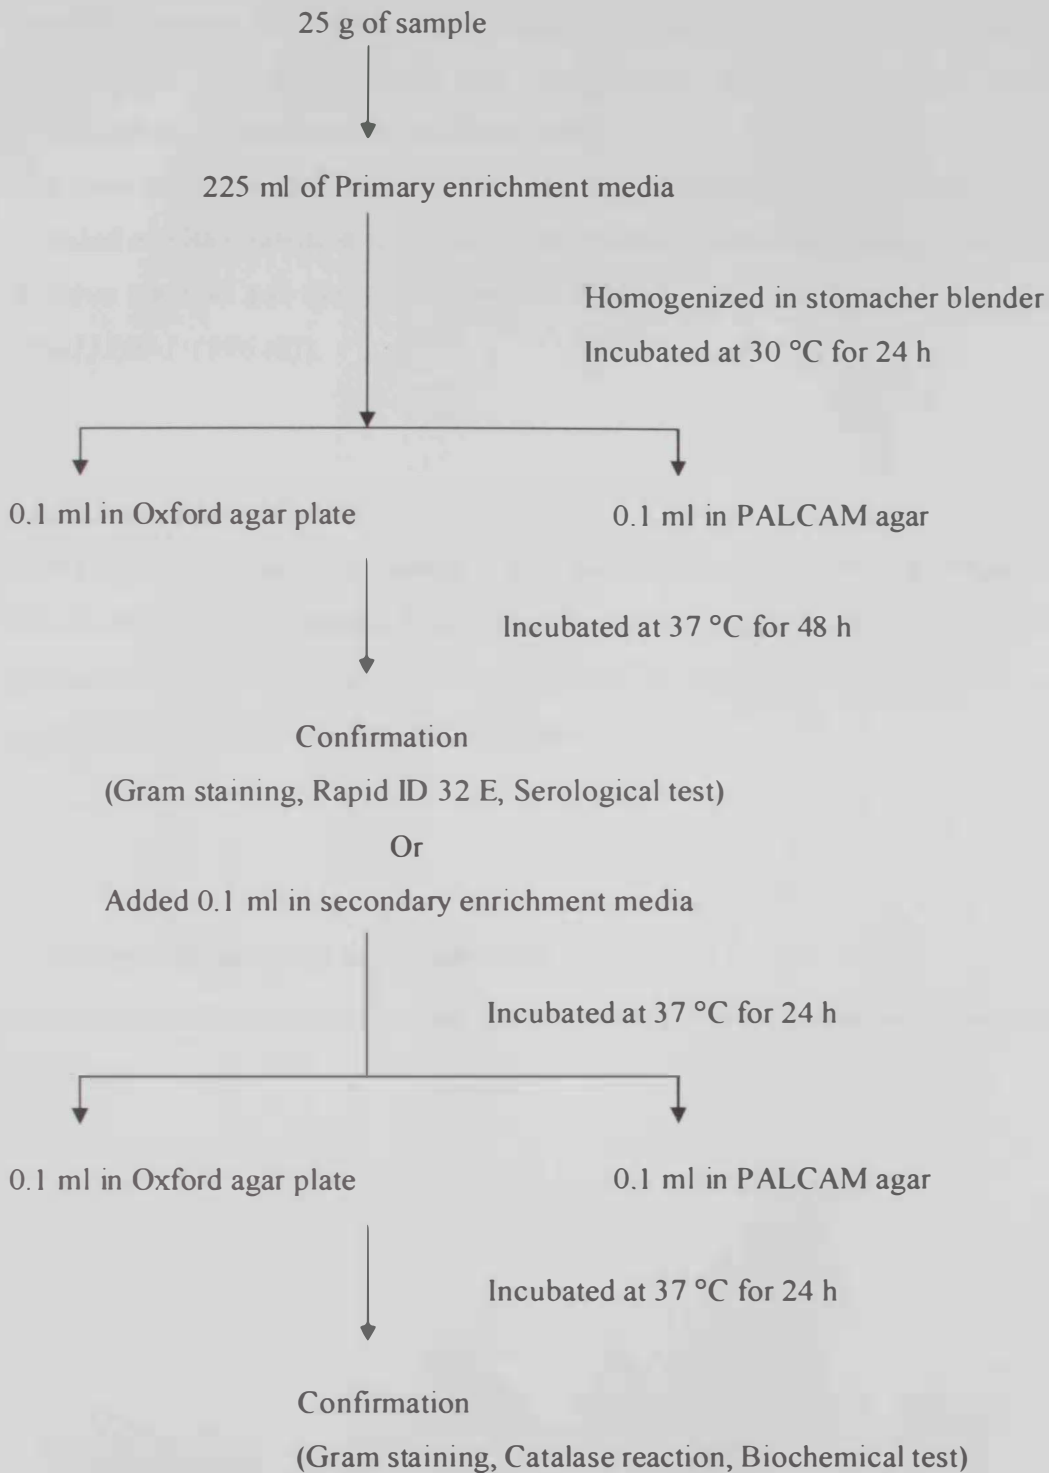 25 g of sample
225 ml of Primary enrichment media
Homogenized in stomacher blender
Incubated at 30 °C for 24 h
0.1 ml in Oxford agar plate
0.1 ml in PALCAM agar
Incubated at 37 °C for 48 h
Confirmation
(Gram staining, Rapid ID 32 E, Serological test)
Or
Added 0.1 ml in secondary enrichment media
Incubated at 37 °C for 24 h
0.1 ml in Oxford agar plate
0.1 ml in PALCAM agar
Incubated at 37 °C for 24 h
Confirmation
(Gram staining, Catalase reaction, Biochemical test)